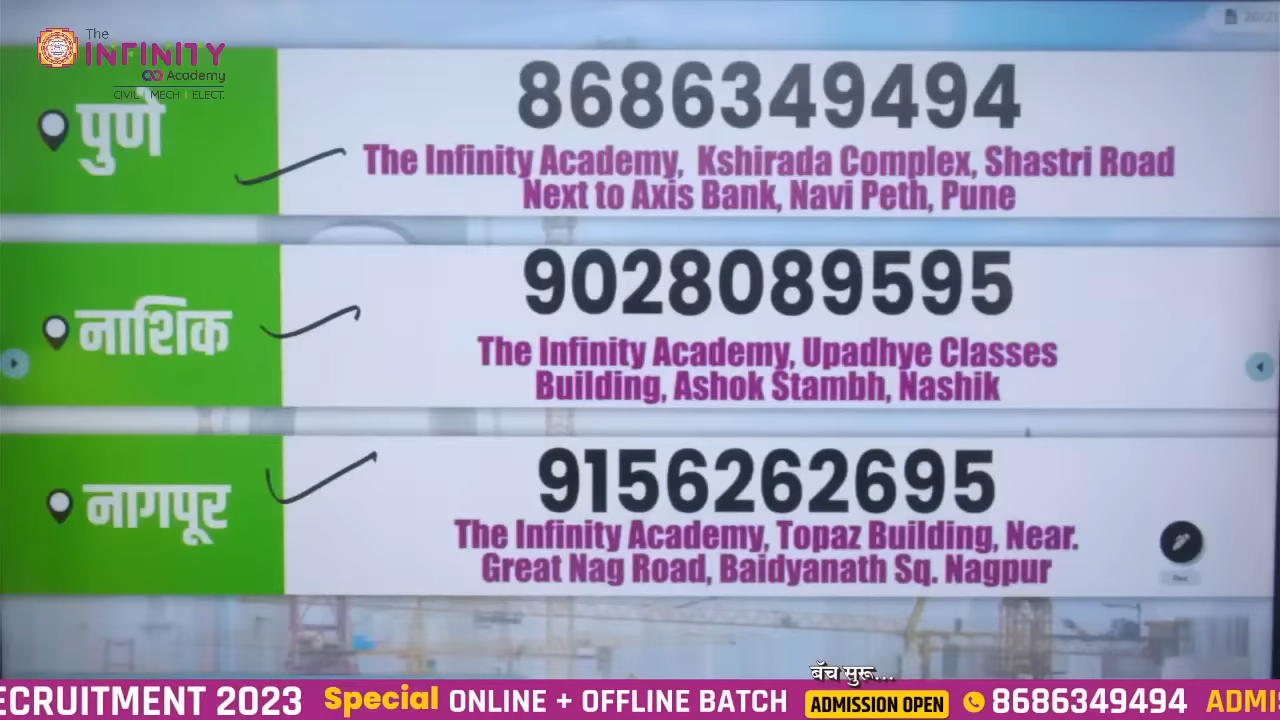 The
INFINITY
Academy
CIVIL | MECH | ELECT.
पुणे
8686349494
The Infinity Academy, Kshirada Complex, Shastri Road
Next to Axis Bank, Navi Peth, Pune
नाशिक
9028089595
The Infinity Academy, Upadhye Classes
Building, Ashok Stambh, Nashik
नागपूर
9156262695
The Infinity Academy, Topaz Building, Near.
Great Nag Road, Baidyanath Sq. Nagpur
बॅच सुरू...
ECRUITMENT 2023 Special ONLINE + OFFLINE BATCH ADMISSION OPEN 8686349494 ADMI